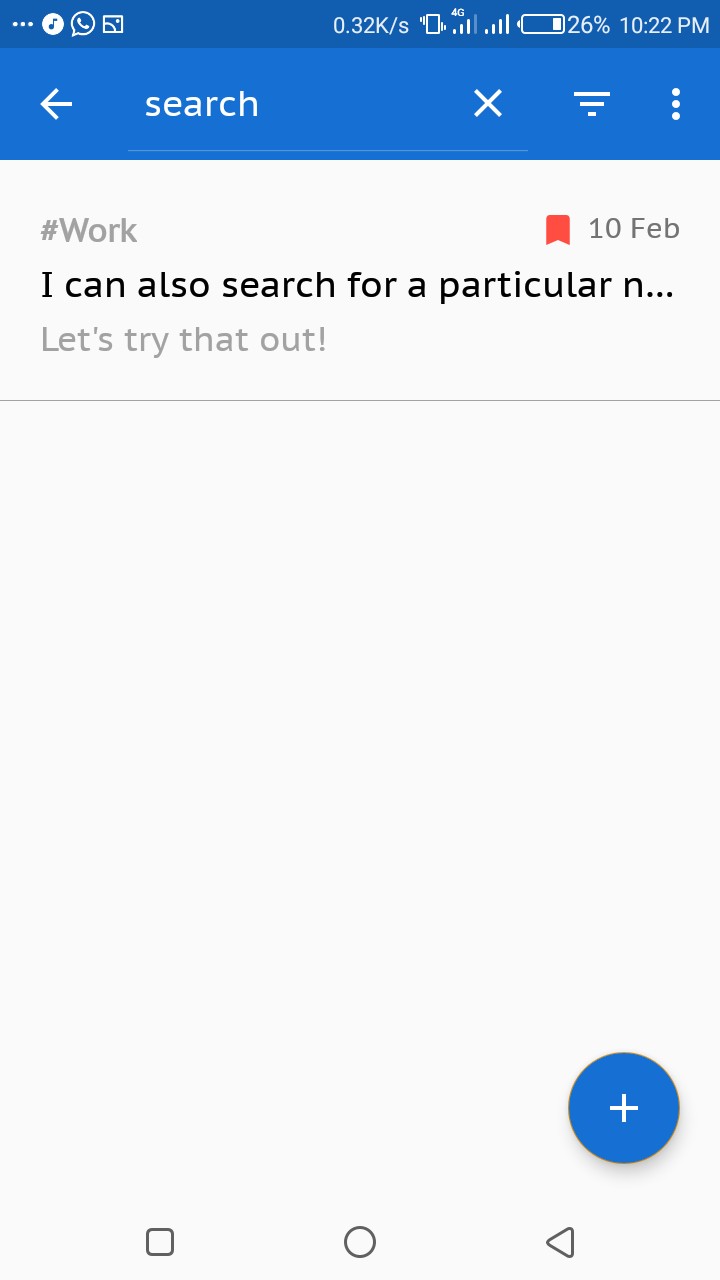 0.32K/s 4G 26% 10:22 PM
search
#Work 10 Feb
I can also search for a particular n...
Let's try that out!